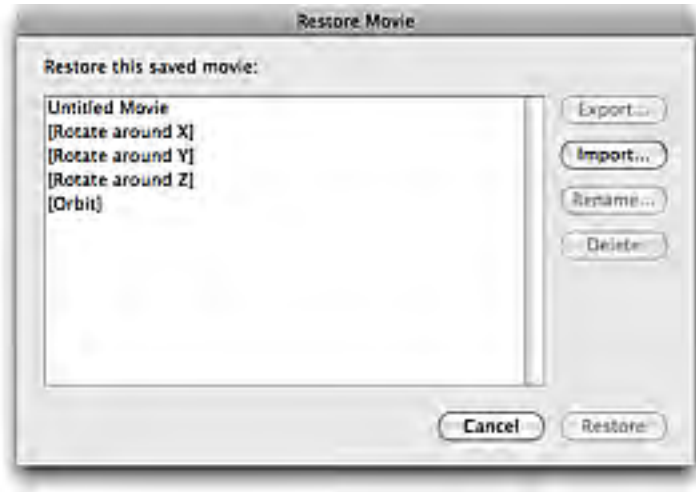 Restore Movie
Restore this saved movie:
Untitled Movie
[Rotate around X]
[Rotate around Y]
[Rotate around Z]
[Orbit]
Export...
Import...
Rename...
Delete
Cancel
Restore